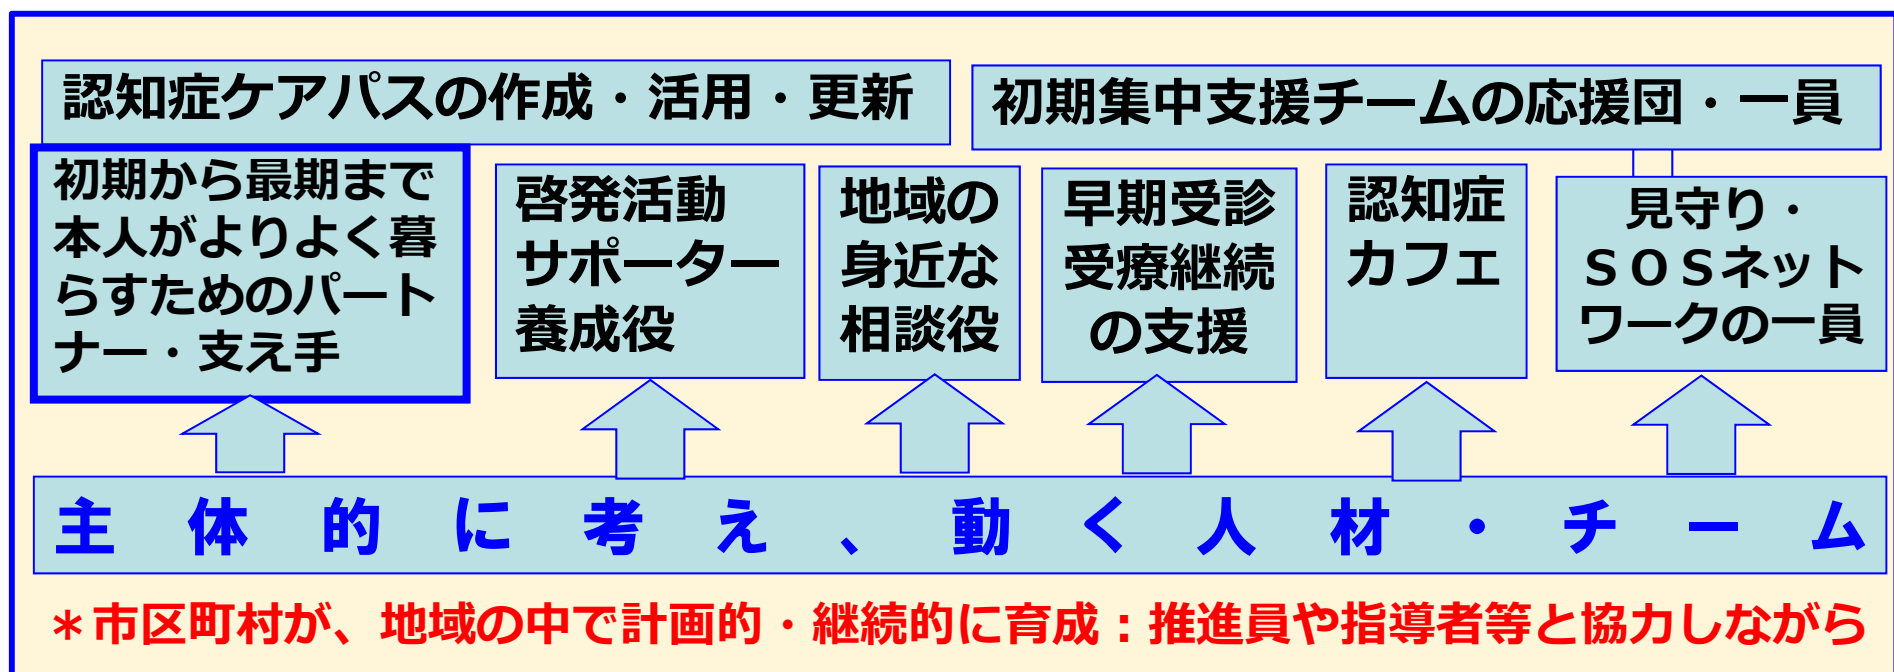 認知症ケアパスの作成・活用・更新
初期集中支援チームの応援団・一員
初期から最期まで
本人がよりよく暮
らすためのパート
ナー・支え手
啓発活動
サポーター
養成役
地域の
身近な
相談役
早期受診
受療継続
の支援
認知症
カフェ
見守り・
ＳＯＳネット
ワークの一員
主体的に考え、動く人材・チーム
＊市区町村が、地域の中で計画的・継続的に育成：推進員や指導者等と協力しながら